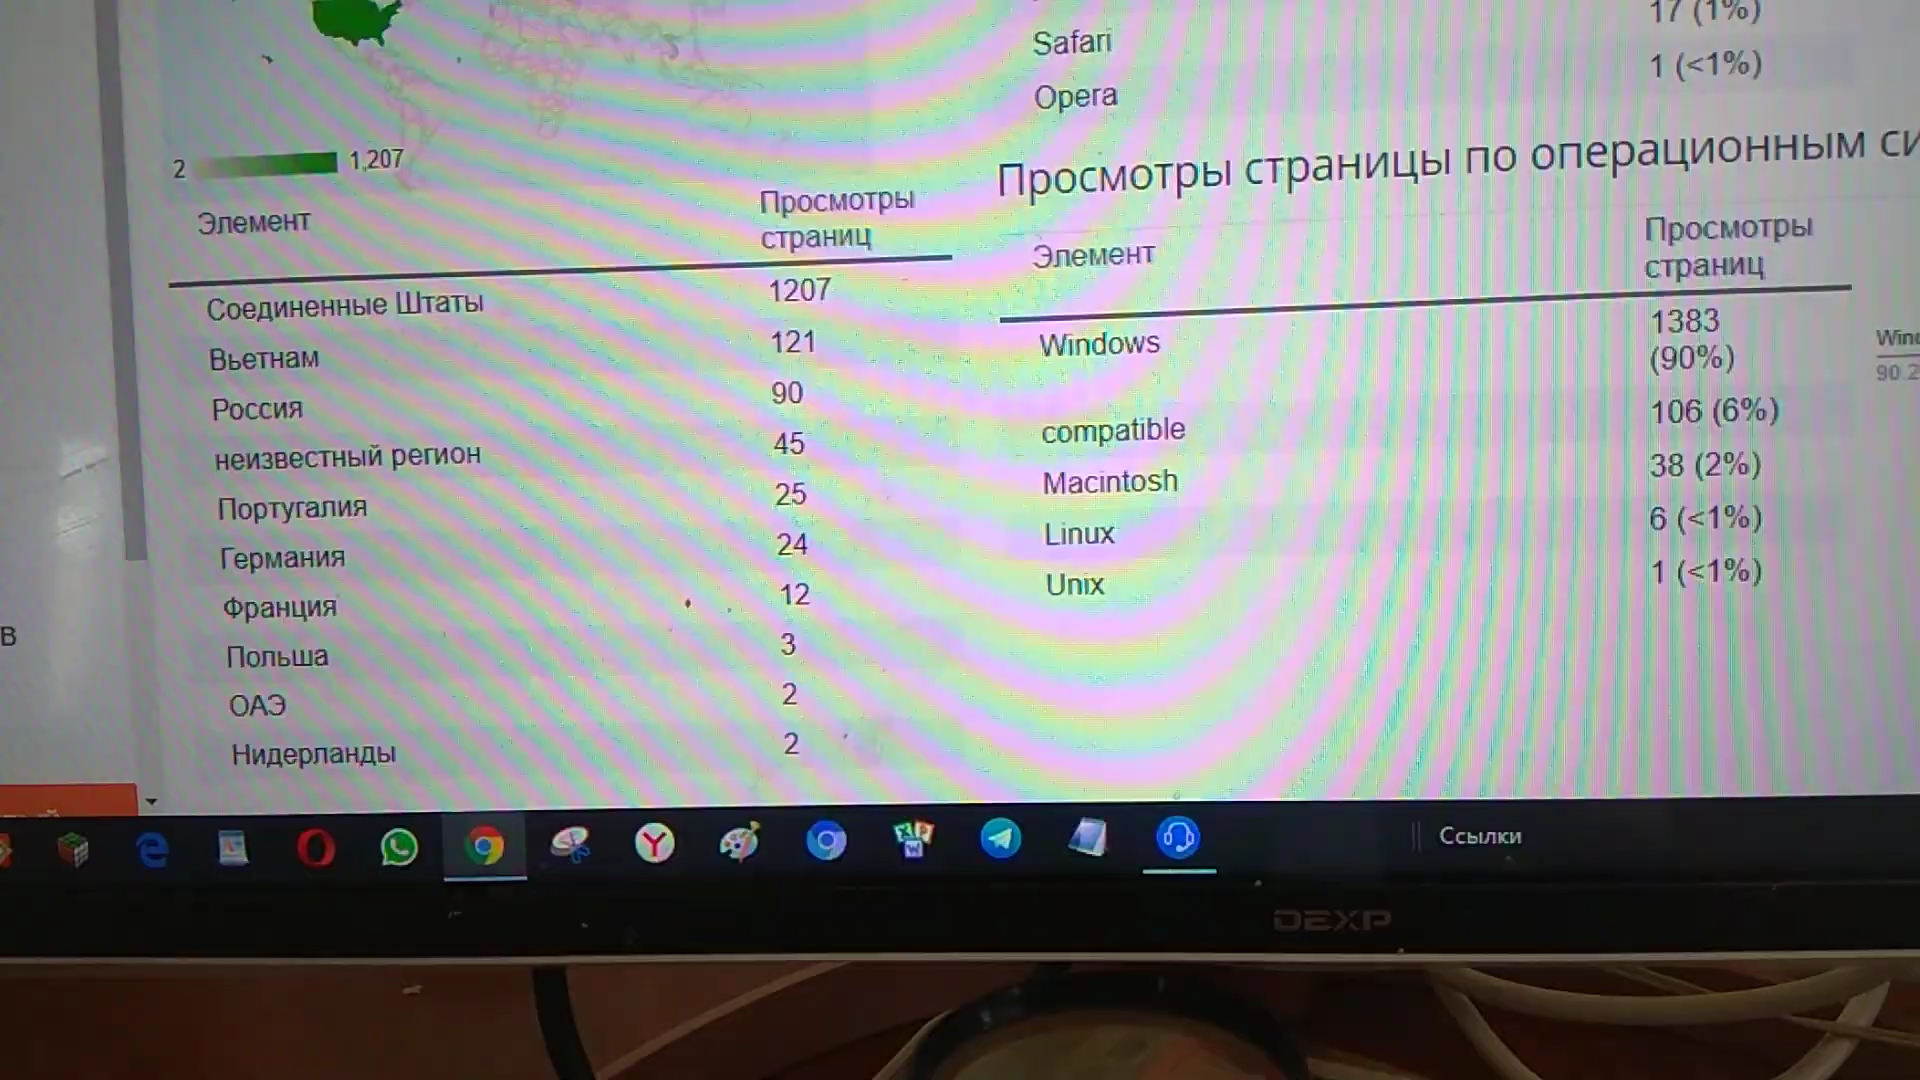 17 (1%)
Safari
1 (<1%)
Opera
2
1,207
Просмотры страницы по операционным си
Элемент
Просмотры
страниц
Соединенные Штаты 1207
Вьетнам 121
Россия 90
неизвестный регион 45
Португалия 25
Германия 24
Франция 12
Польша 3
ОАЭ 2
Нидерланды 2
Элемент
Просмотры
страниц
Windows 1383
(90%)
compatible 106 (6%)
Macintosh 38 (2%)
Linux 6 (<1%)
Unix 1 (<1%)
Wind
90.2
в
Ссылки
DEXP